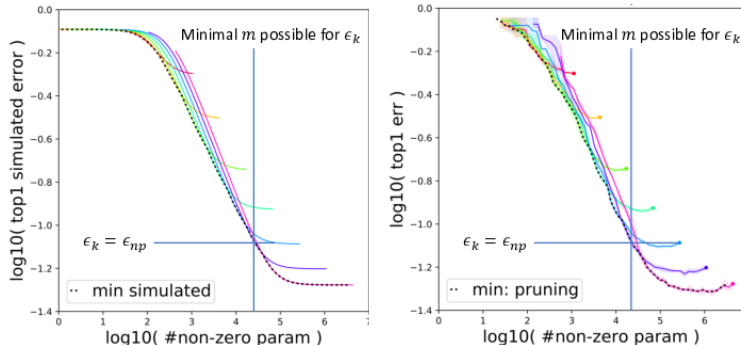 0.0
−0.2
−0.4
−0.6
−0.8
−1.0
−1.2
−1.4
log10( top1 simulated error)
Minimal m possible for ϵₖ
ϵₖ = ϵₙₚ
min simulated
0 1 2 3 4 5 6 7
log10( #non-zero param )
0.0
−0.2
−0.4
−0.6
−0.8
−1.0
−1.2
−1.4
log10( top1 err)
Minimal m possible for ϵₖ
ϵₖ = ϵₙₚ
min: pruning
0 1 2 3 4 5 6
log10( #non-zero param )